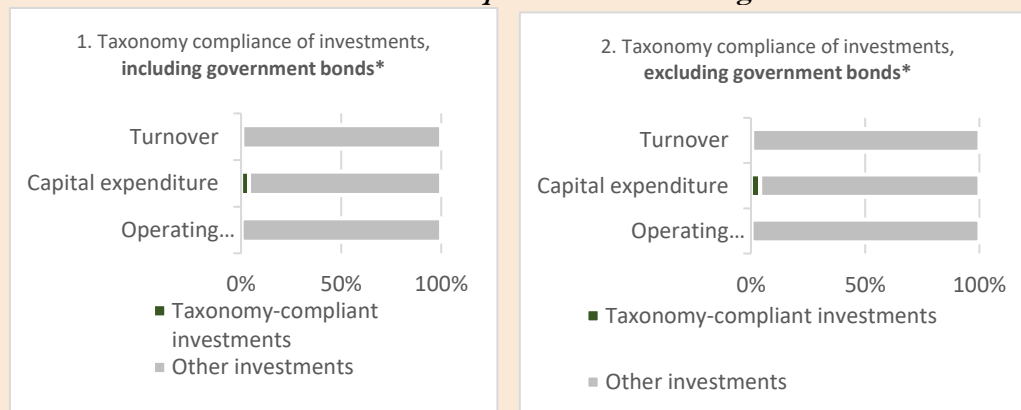 1. Taxonomy compliance of investments,
including government bonds*
Turnover
Capital expenditure
Operating...
0% 50% 100%
Taxonomy-compliant
investments
Other investments
2. Taxonomy compliance of investments,
excluding government bonds*
Turnover
Capital expenditure
Operating...
0% 50% 100%
Taxonomy-compliant investments
Other investments